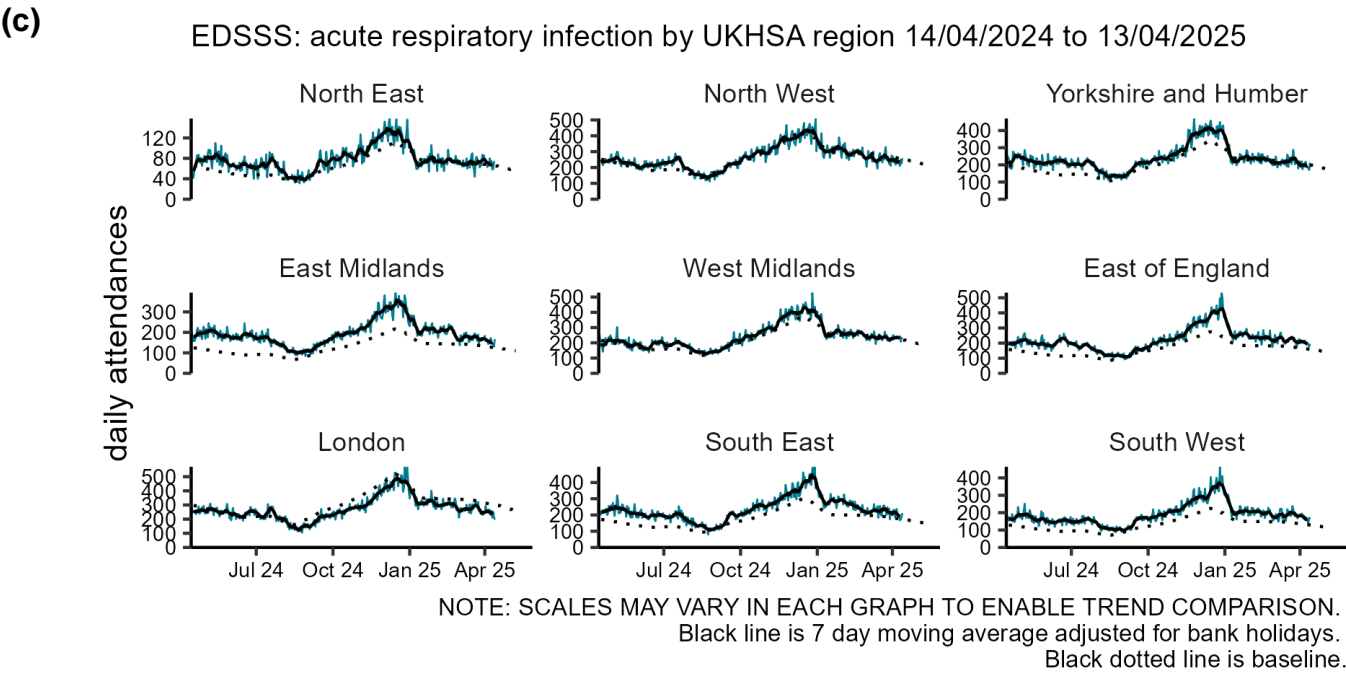 (c)
EDSSS: acute respiratory infection by UKHSA region 14/04/2024 to 13/04/2025
daily attendances
North East
120
80
40
0
North West
500
400
300
200
100
0
Yorkshire and Humber
400
300
200
100
0
East Midlands
300
200
100
0
West Midlands
500
400
300
200
100
0
East of England
500
400
300
200
100
0
London
500
400
300
200
100
0
Jul 24 Oct 24 Jan 25 Apr 25
South East
400
300
200
100
0
Jul 24 Oct 24 Jan 25 Apr 25
South West
400
300
200
100
0
Jul 24 Oct 24 Jan 25 Apr 25
NOTE: SCALES MAY VARY IN EACH GRAPH TO ENABLE TREND COMPARISON.
Black line is 7 day moving average adjusted for bank holidays.
Black dotted line is baseline.